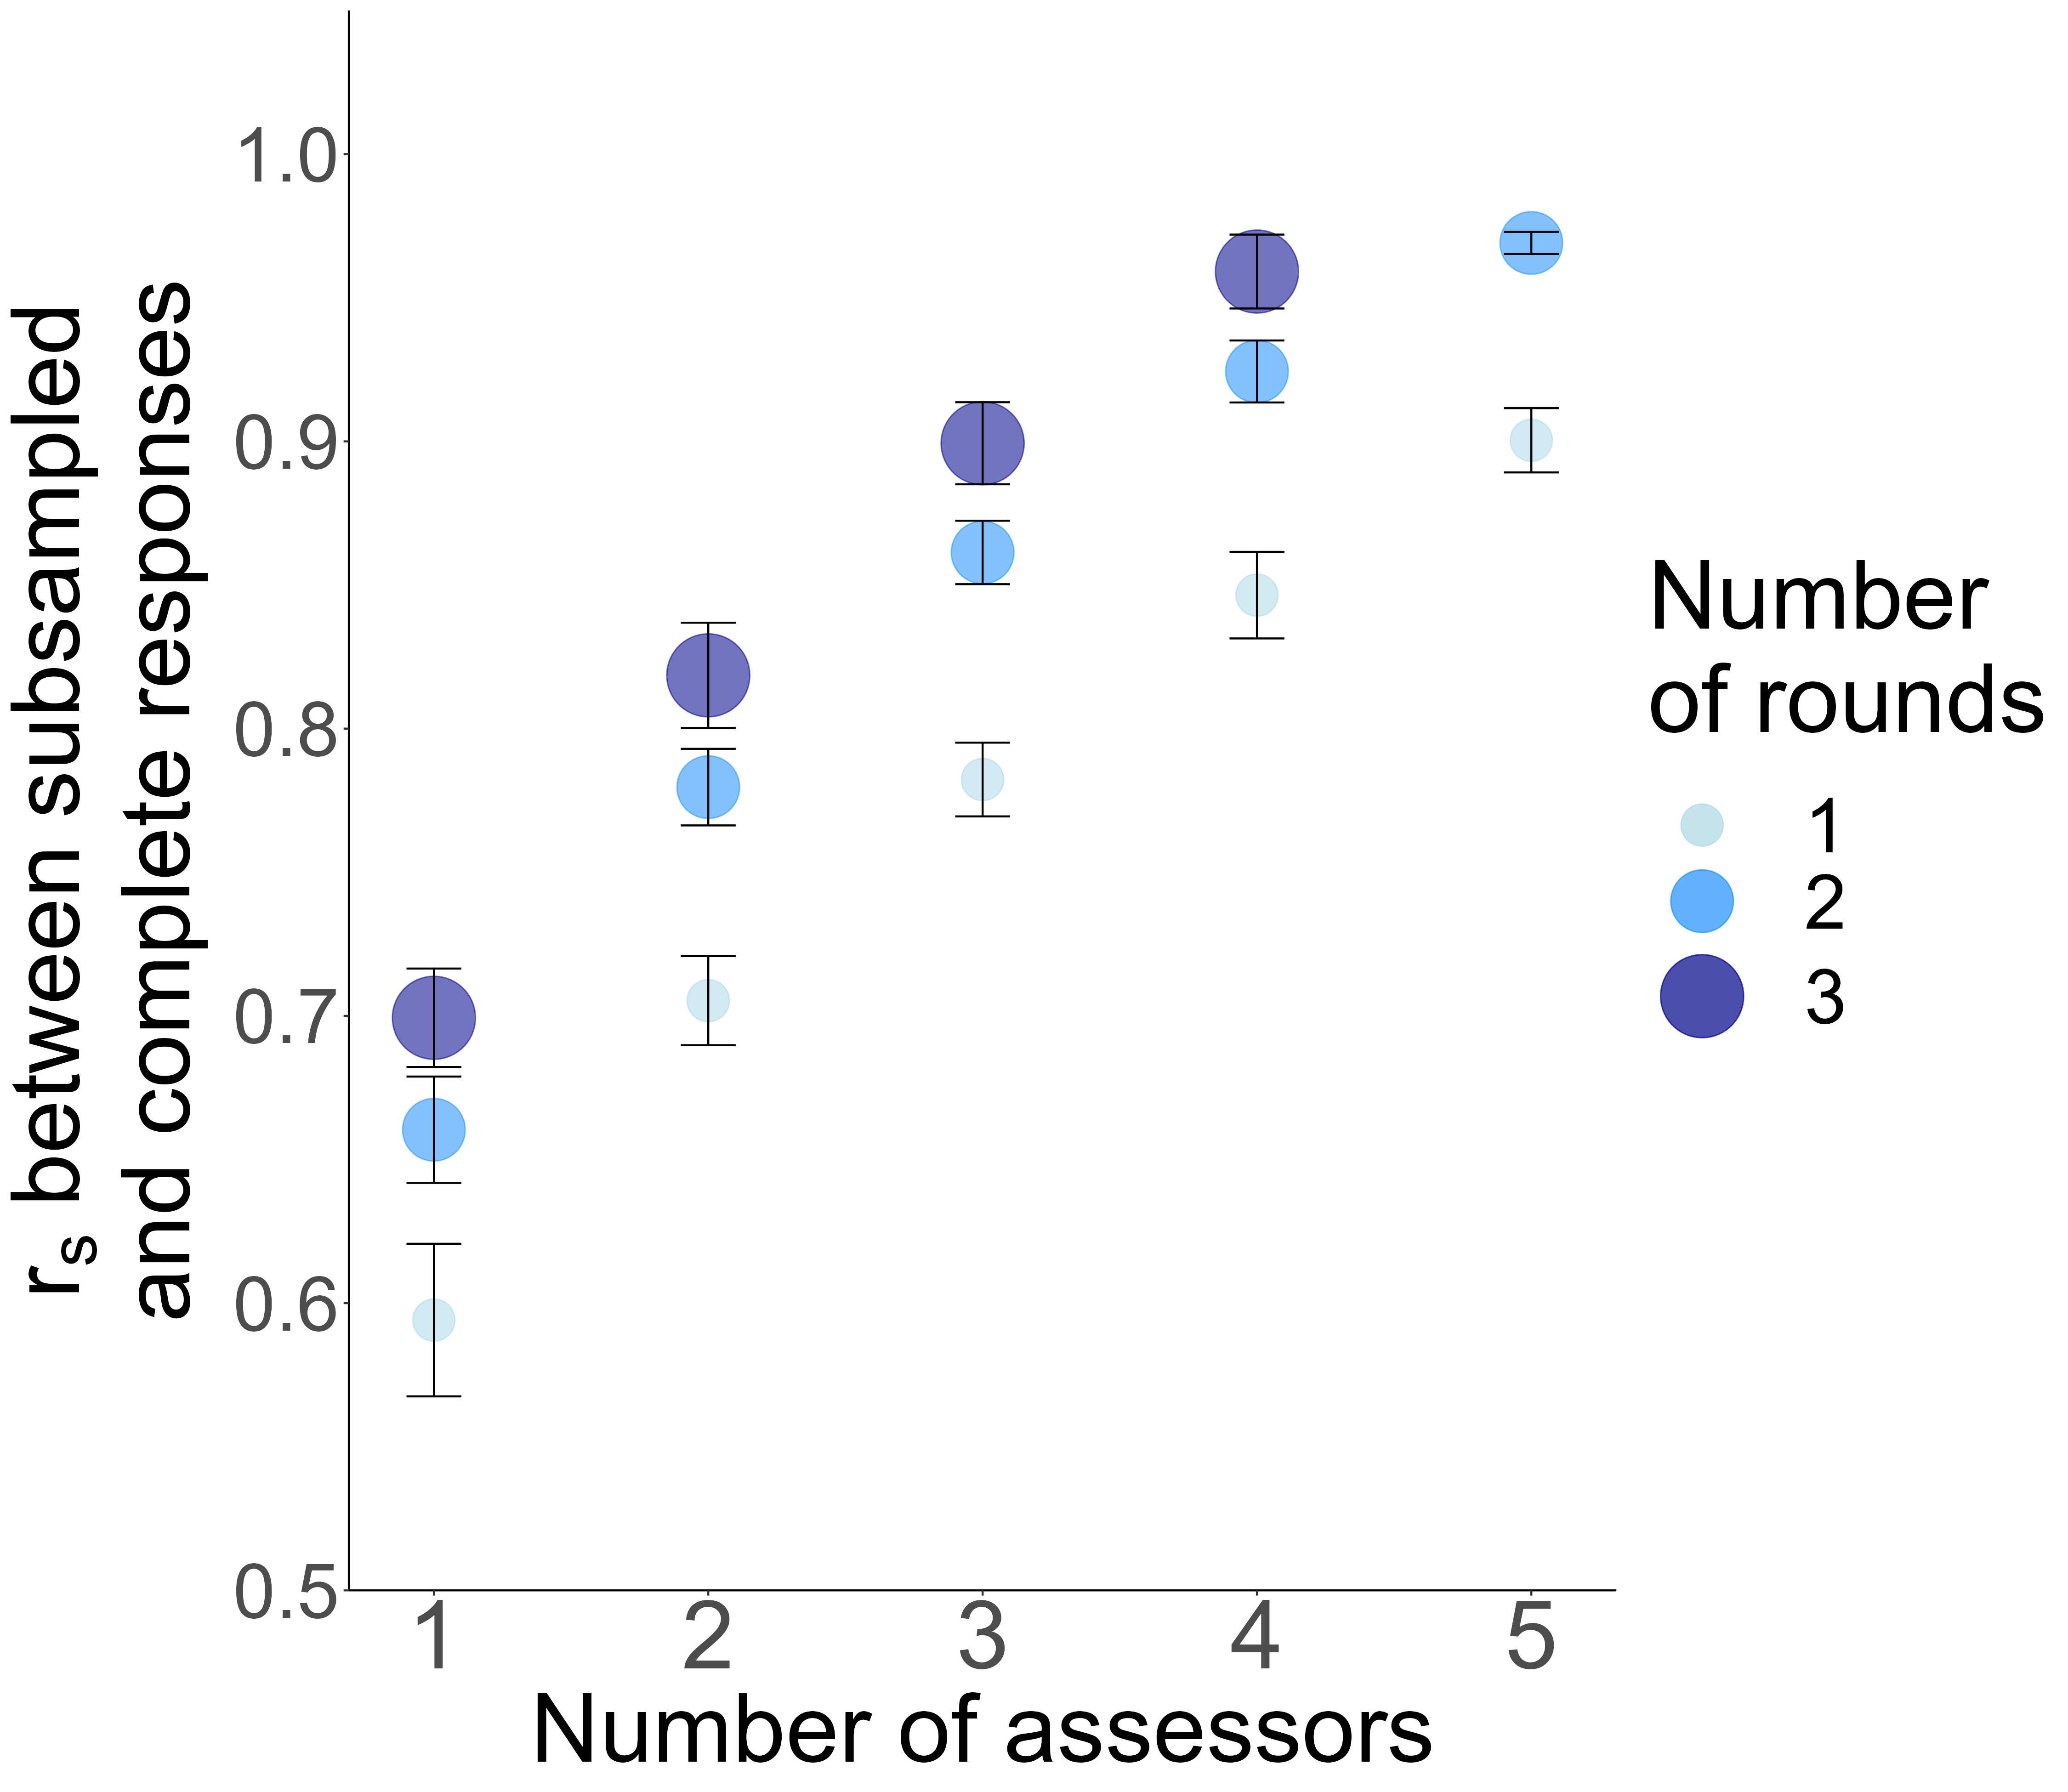 r_s between subsampled
and complete responses
1.0
0.9
0.8
0.7
0.6
0.5
1 2 3 4 5
Number of assessors
Number
of rounds
1
2
3